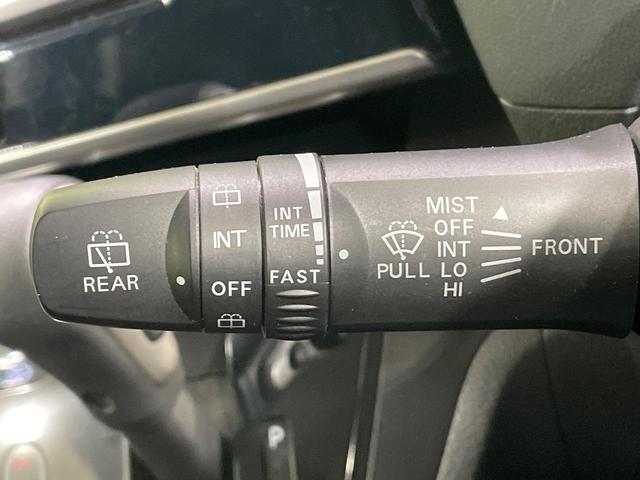 REAR
INT
OFF
INT
TIME
FAST
PULL
MIST
OFF
INT
LO
HI
FRONT
P